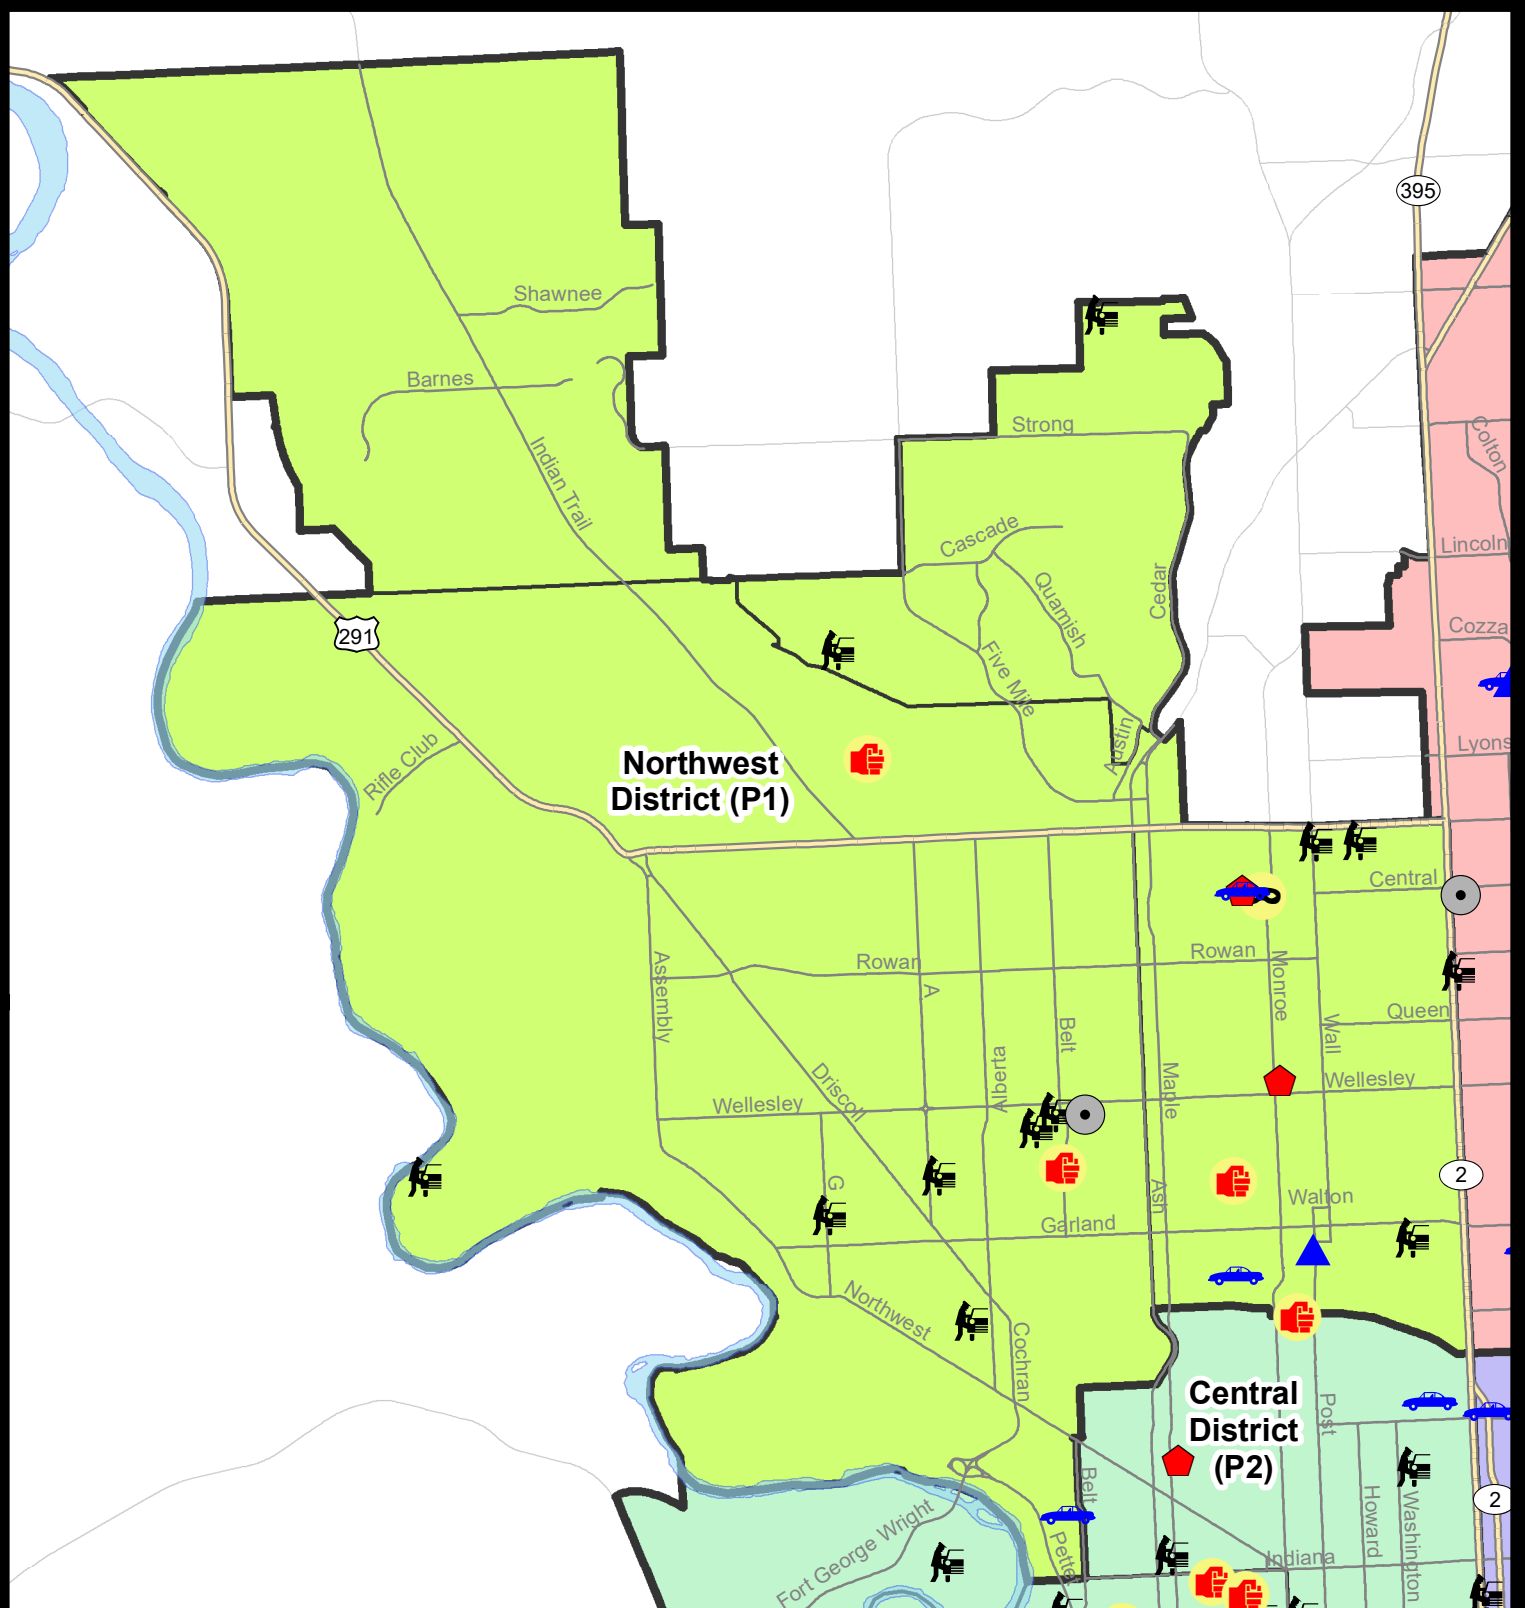 395
Shawnee
Barnes
Strong
Colton
Indian Trail
Cascade
Lincoln
Quamish
Cedar
Cozza
291
Five Mile
Austin
Lyons
Rifle Club
Northwest
District (P1)
Central
Rowan
Rowan
Assembly
A
Monroe
Queen
Belt
Wall
Alberta
Driscoll
Maple
Wellesley
Wellesley
2
G
Ash
Walton
Garland
Northwest
Cochran
Central
District
(P2)
Post
Belt
Howard
Washington
2
Fort George Wright
Indiana